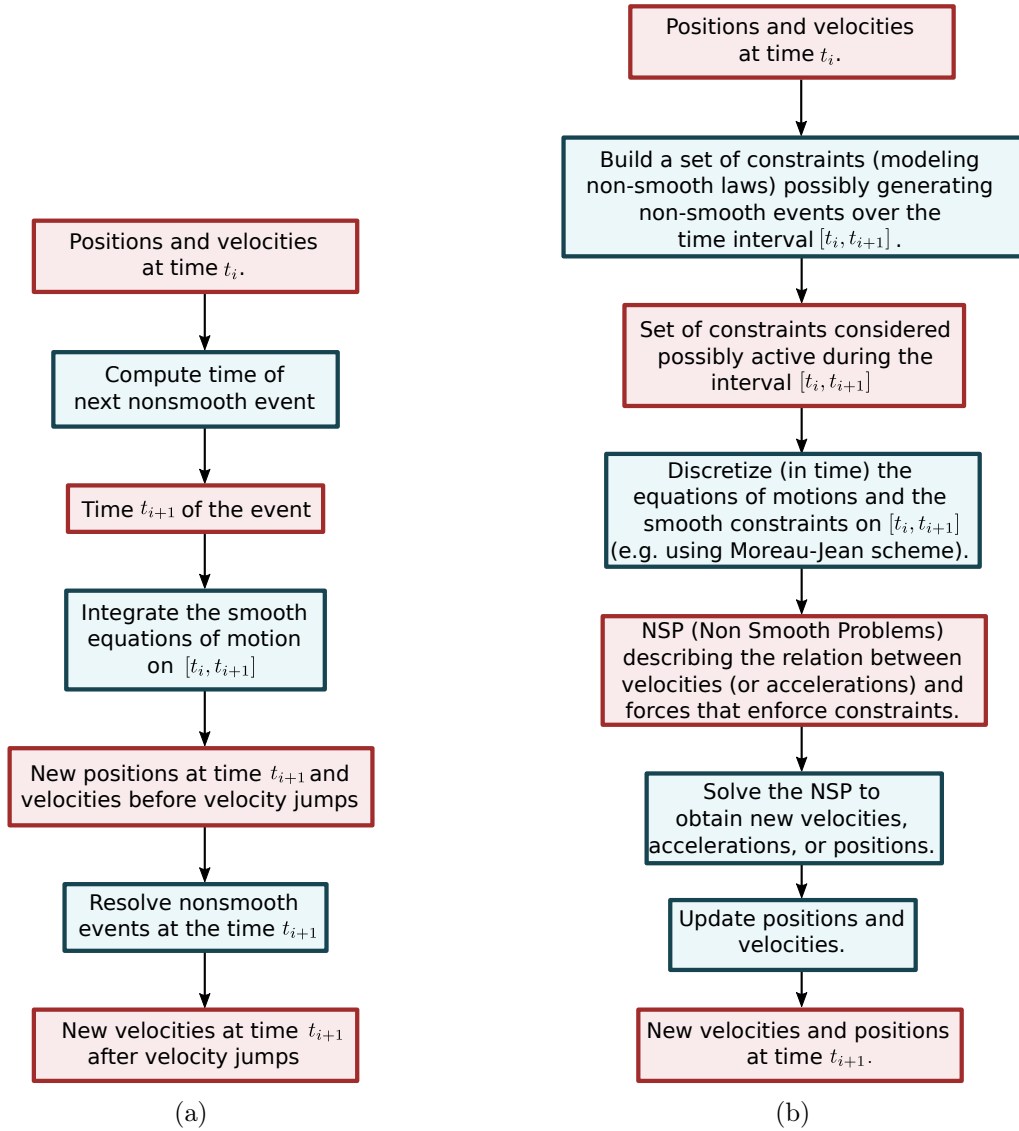 Positions and velocities
at time t_i.
Compute time of
next nonsmooth event
Time t_{i+1} of the event
Integrate the smooth
equations of motion
on [t_i, t_{i+1}]
New positions at time t_{i+1} and
velocities before velocity jumps
Resolve nonsmooth
events at the time t_{i+1}
New velocities at time t_{i+1}
after velocity jumps
(a)
Positions and velocities
at time t_i.
Build a set of constraints (modeling
non-smooth laws) possibly generating
non-smooth events over the
time interval [t_i, t_{i+1}] .
Set of constraints considered
possibly active during the
interval [t_i, t_{i+1}]
Discretize (in time) the
equations of motions and the
smooth constraints on [t_i, t_{i+1}]
(e.g. using Moreau-Jean scheme).
NSP (Non Smooth Problems)
describing the relation between
velocities (or accelerations) and
forces that enforce constraints.
Solve the NSP to
obtain new velocities,
accelerations, or positions.
Update positions and
velocities.
New velocities and positions
at time t_{i+1}.
(b)